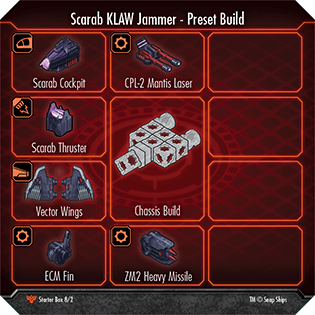 Scarab KLAW Jammer - Preset Build
Scarab Cockpit
CPL-2 Mantis Laser
Scarab Thruster
Vector Wings
Chassis Build
ECM Fin
ZM2 Heavy Missile
Starter Box 8/2
TM © Snap Ships